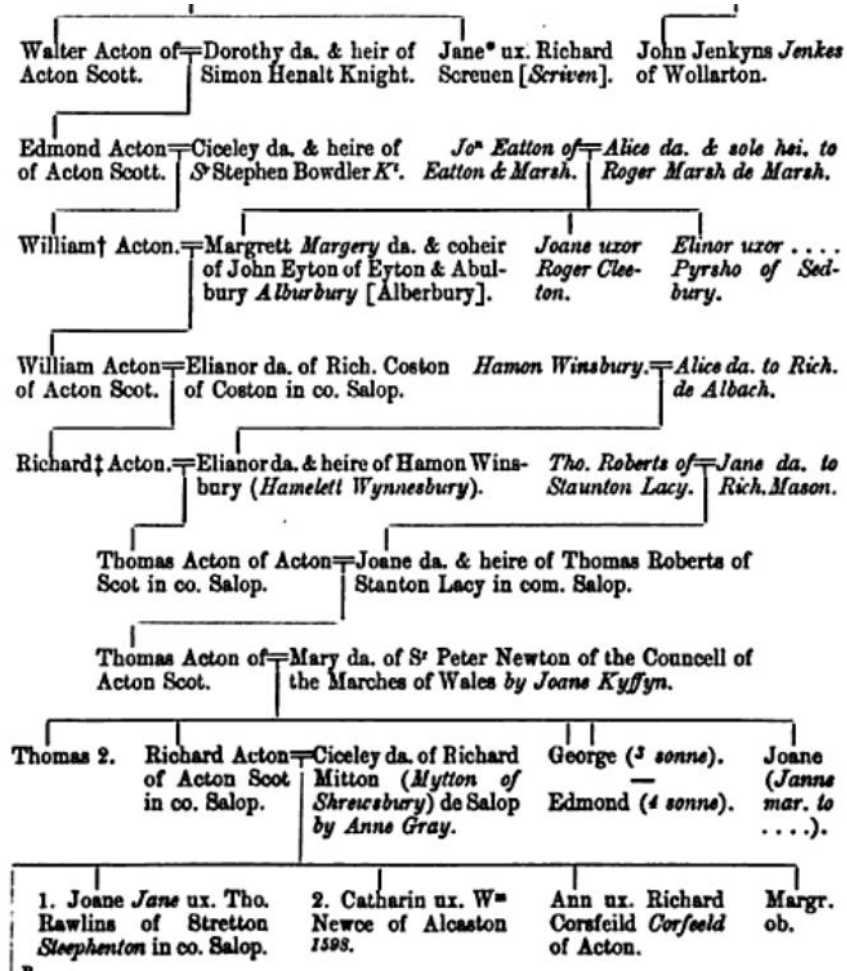 Walter Acton of Acton Scott.
Dorothy da. & heir of Simon Henalt Knight.
Jane* ux. Richard Screuen [Scriven].
John Jenkyns Jenkes of Wollarton.
Edmond Acton of Acton Scott.
Ciceley da. & heire of Sr Stephen Bowdler Kt.
Jon Eatton of Eatton & Marsh.
Alice da. & sole hei. to Roger Marsh de Marsh.
William† Acton.
Margrett Margery da. & coheir of John Eyton of Eyton & Abulbury Alburbury [Alberbury].
Joane uxor Roger Cleeton.
Elinor uxor .... Pyrsho of Sedbury.
William Acton of Acton Scot.
Elianor da. of Rich. Coston of Coston in co. Salop.
Hamon Winsbury.
Alice da. to Rich. de Albach.
Richard‡ Acton.
Elianor da. & heire of Hamon Winsbury (Hamelett Wynnesbury).
Tho. Roberts of Staunton Lacy.
Jane da. to Rich. Mason.
Thomas Acton of Acton Scot in co. Salop.
Joane da. & heire of Thomas Roberts of Stanton Lacy in com. Salop.
Thomas Acton of Acton Scot.
Mary da. of Sr Peter Newton of the Councell of the Marches of Wales by Joane Kyffyn.
Thomas 2.
Richard Acton of Acton Scot in co. Salop.
Ciceley da. of Richard Mitton (Mytton of Shrewsbury) de Salop by Anne Gray.
George (3 sonne).
—
Edmond (4 sonne).
Joane (Janne mar. to ....).
1. Joane Jane ux. Tho. Rawlins of Stretton Steephenton in co. Salop.
2. Catharin ux. Wm Newce of Alcaston 1598.
Ann ux. Richard Corsfeild Corfeeld of Acton.
Margr. ob.